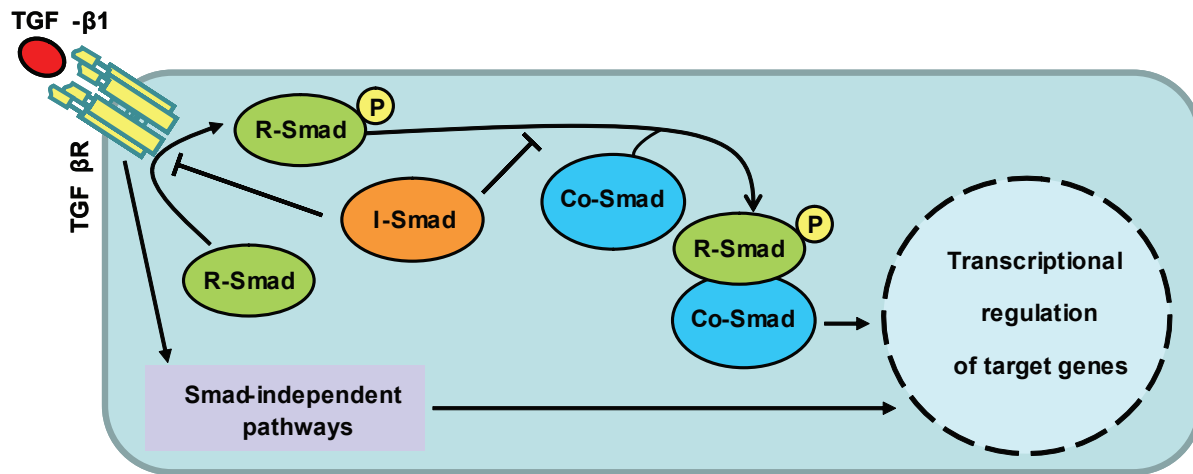 TGF -β1
TGF βR
R-Smad
P
I-Smad
Co-Smad
R-Smad
R-Smad
P
Co-Smad
Transcriptional
regulation
of target genes
Smad-independent
pathways